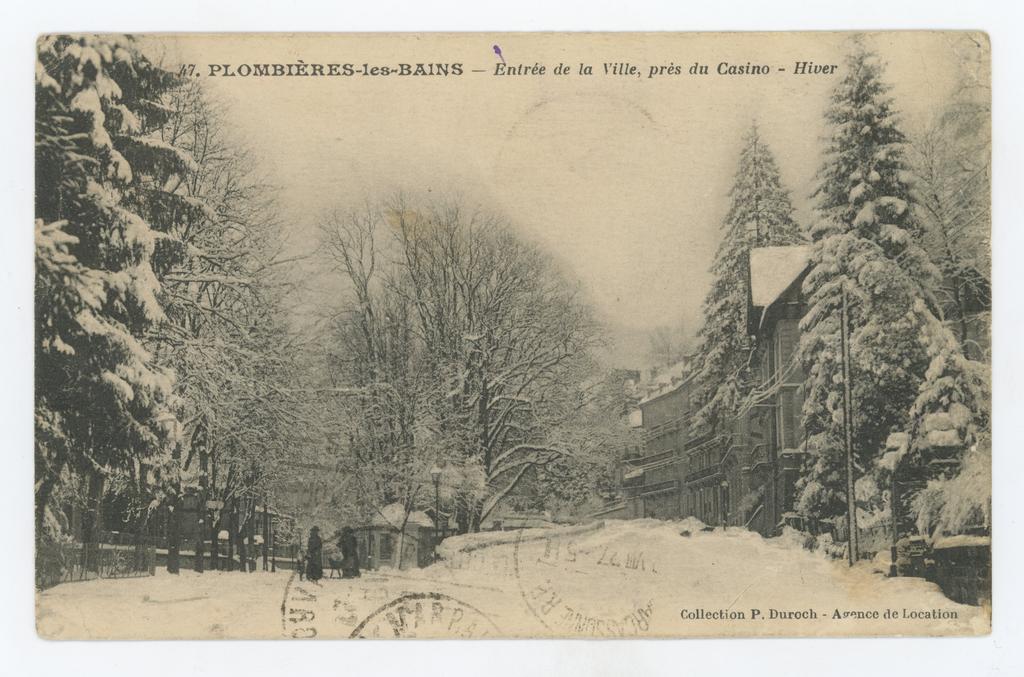 47. PLOMBIÈRES-les-BAINS — Entrée de la Ville, près du Casino - Hiver
Collection P. Duroch - Agence de Location